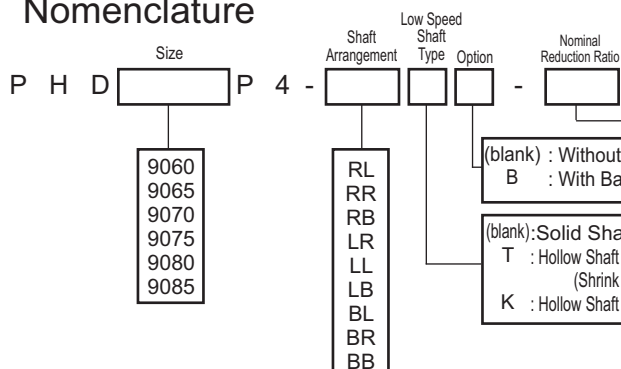 Nomenclature
Size
Shaft
Arrangement
Low Speed
Shaft
Type
Option
Nominal
Reduction Ratio
P H D P 4 - -
9060
9065
9070
9075
9080
9085
RL
RR
RB
LR
LL
LB
BL
BR
BB
(blank) : Without
B : With Ba
(blank):Solid Sha
T : Hollow Shaft
(Shrink
K : Hollow Shaft